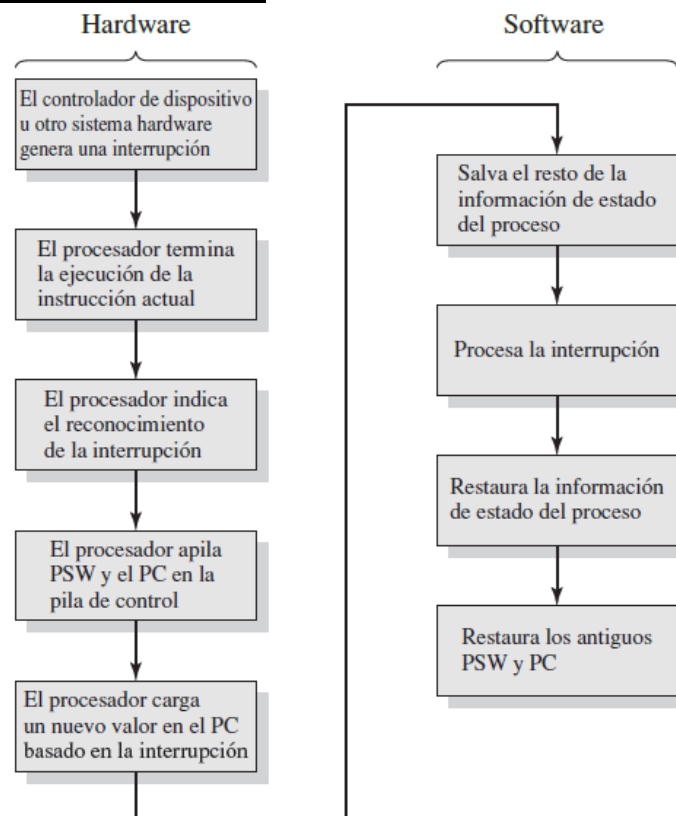 Hardware
El controlador de dispositivo
u otro sistema hardware
genera una interrupción
El procesador termina
la ejecución de la
instrucción actual
El procesador indica
el reconocimiento
de la interrupción
El procesador apila
PSW y el PC en la
pila de control
El procesador carga
un nuevo valor en el PC
basado en la interrupción
Software
Salva el resto de la
información de estado
del proceso
Procesa la interrupción
Restaura la información
de estado del proceso
Restaura los antiguos
PSW y PC